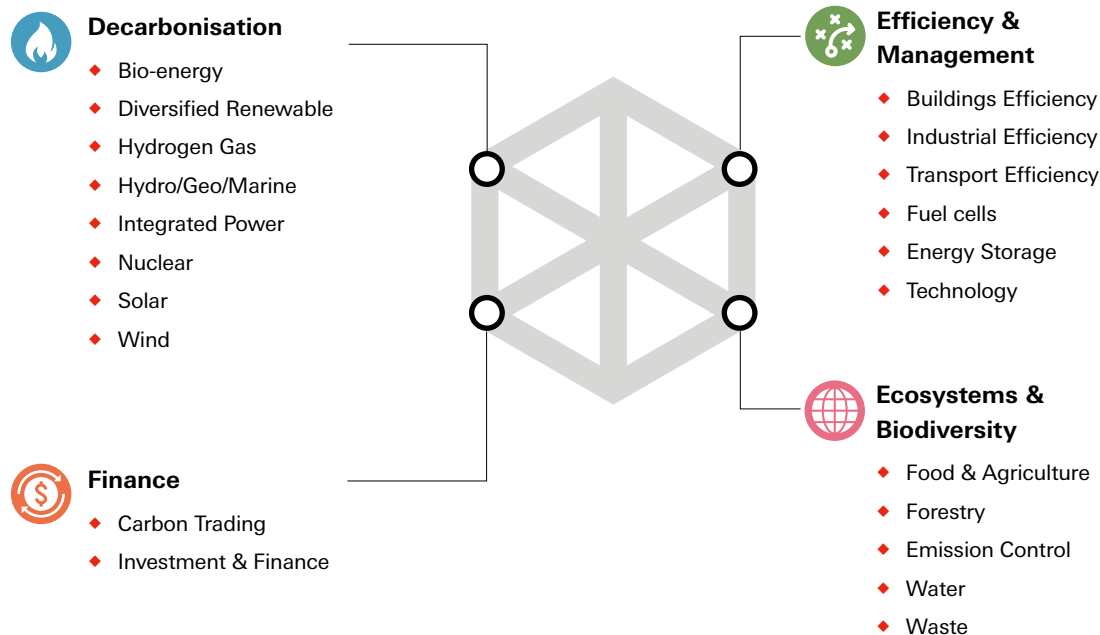 Decarbonisation
Bio-energy
Diversified Renewable
Hydrogen Gas
Hydro/Geo/Marine
Integrated Power
Nuclear
Solar
Wind
Finance
$
Carbon Trading
Investment & Finance
Efficiency &
Management
Buildings Efficiency
Industrial Efficiency
Transport Efficiency
Fuel cells
Energy Storage
Technology
Ecosystems &
Biodiversity
Food & Agriculture
Forestry
Emission Control
Water
Waste